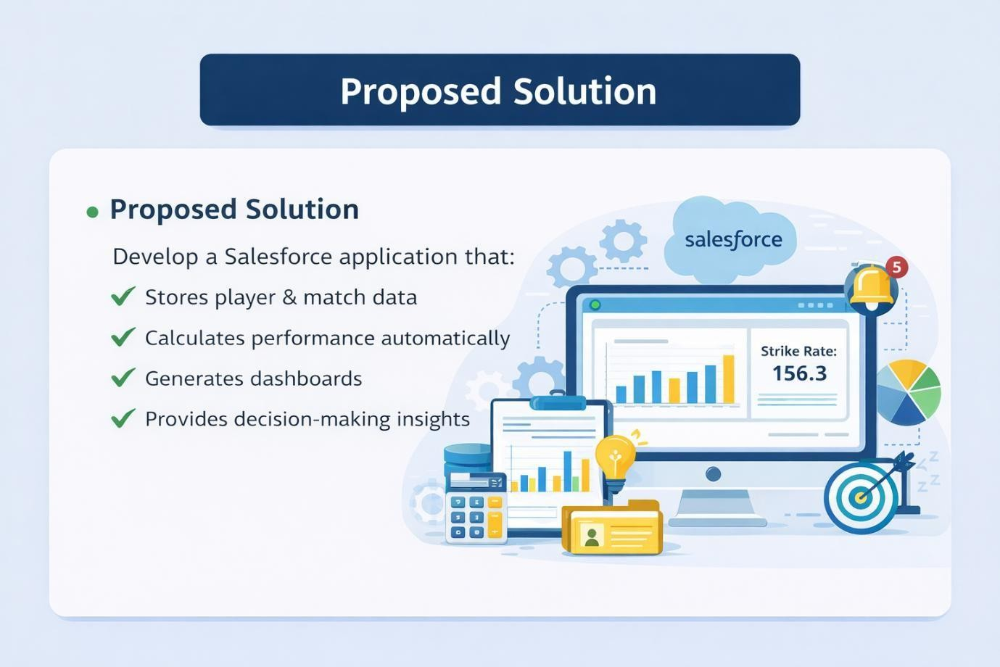 Proposed Solution
Proposed Solution
Develop a Salesforce application that:
Stores player & match data
Calculates performance automatically
Generates dashboards
Provides decision-making insights
salesforce
5
Strike Rate:
156.3
z
z
z